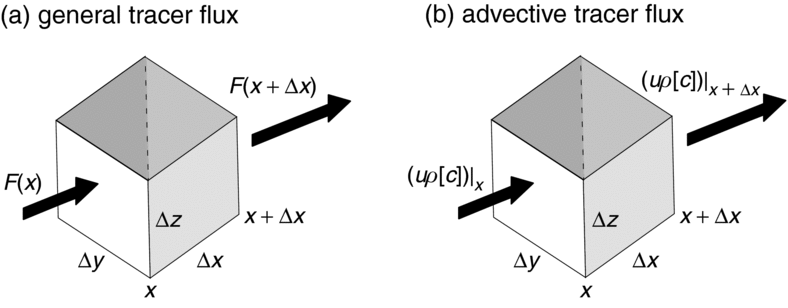 (a) general tracer flux
F(x + Δx)
F(x)
Δz
x + Δx
Δy
Δx
x
(b) advective tracer flux
(uρ[c])|x + Δx
(uρ[c])|x
Δz
x + Δx
Δy
Δx
x